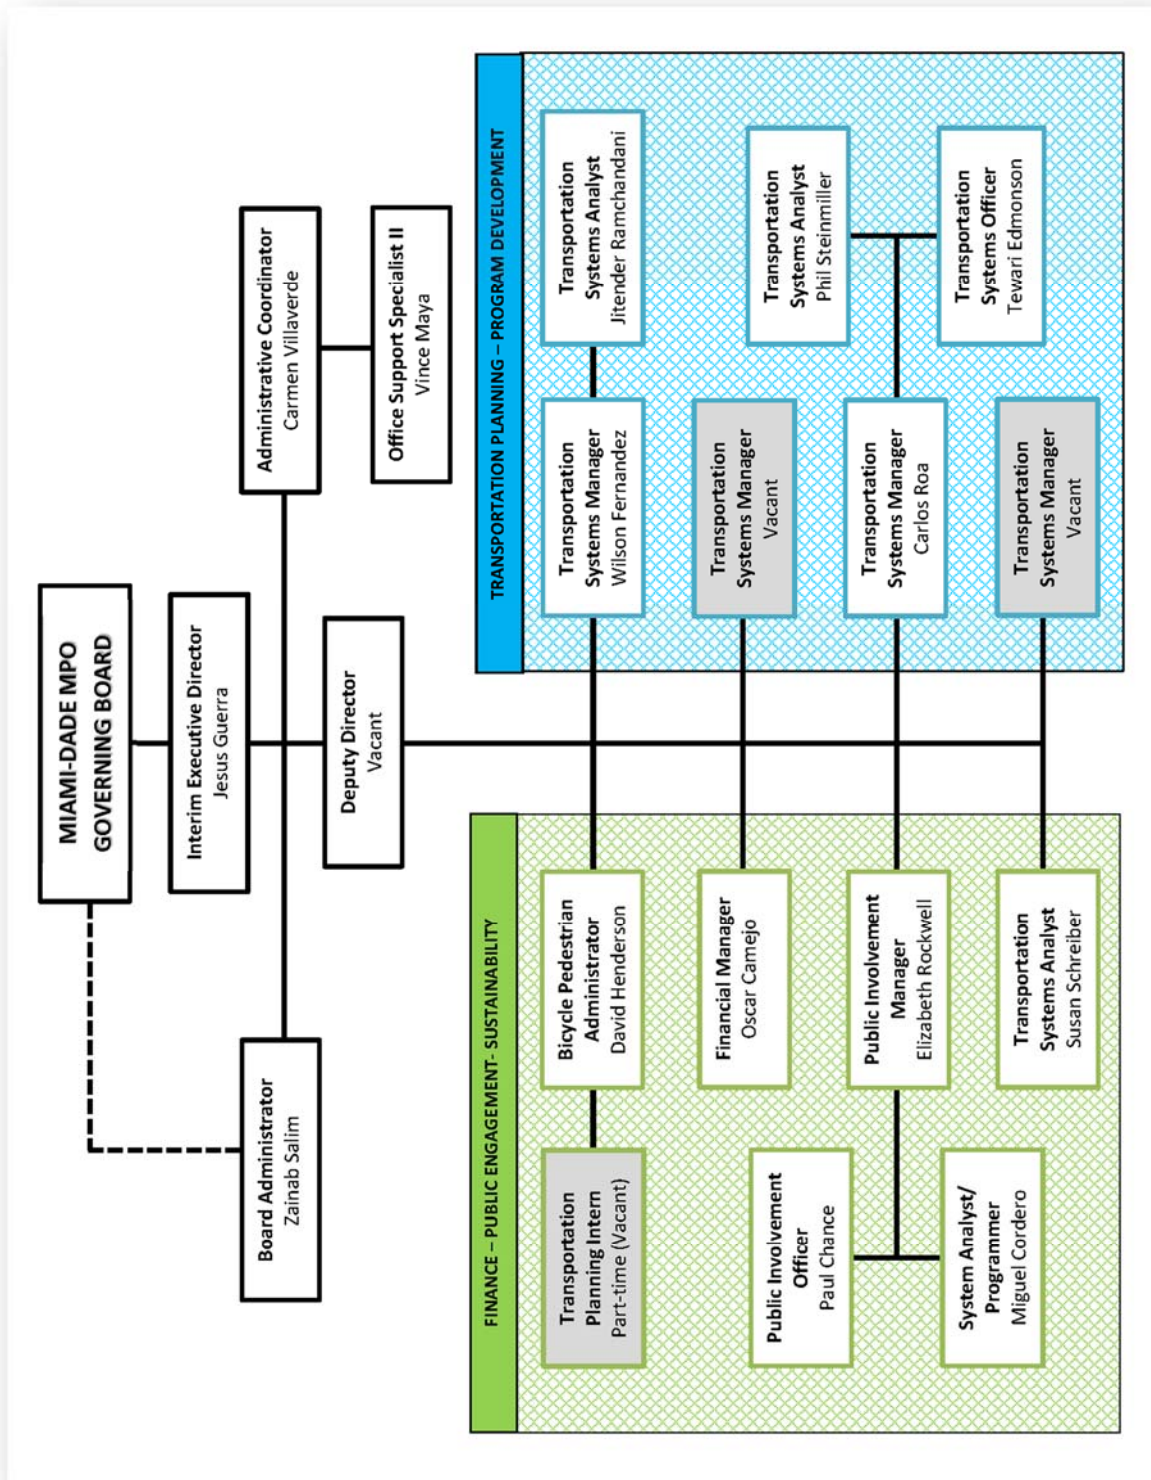 MIAMI-DADE MPO
GOVERNING BOARD
Interim Executive Director
Jesus Guerra
Board Administrator
Zainab Salim
Administrative Coordinator
Carmen Villaverde
Office Support Specialist II
Vince Maya
Deputy Director
Vacant
FINANCE – PUBLIC ENGAGEMENT- SUSTAINABILITY
Transportation
Planning Intern
Part-time (Vacant)
Bicycle Pedestrian
Administrator
David Henderson
Financial Manager
Oscar Camejo
Public Involvement
Officer
Paul Chance
Public Involvement
Manager
Elizabeth Rockwell
System Analyst/
Programmer
Miguel Cordero
Transportation
Systems Analyst
Susan Schreiber
TRANSPORTATION PLANNING – PROGRAM DEVELOPMENT
Transportation
Systems Manager
Wilson Fernandez
Transportation
Systems Analyst
Jitender Ramchandani
Transportation
Systems Manager
Vacant
Transportation
Systems Analyst
Phil Steinmiller
Transportation
Systems Manager
Carlos Roa
Transportation
Systems Officer
Tewari Edmonson
Transportation
Systems Manager
Vacant